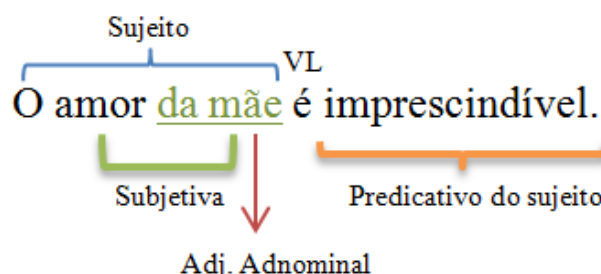 Sujeito
VL
O amor da mãe é imprescindível.
Subjetiva
Predicativo do sujeito
Adj. Adnominal